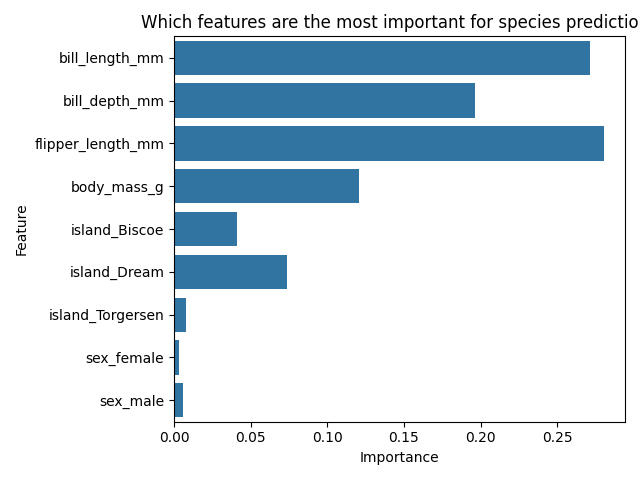 Which features are the most important for species predictio
bill_length_mm
bill_depth_mm
flipper_length_mm
body_mass_g
island_Biscoe
island_Dream
island_Torgersen
sex_female
sex_male
Feature
0.00 0.05 0.10 0.15 0.20 0.25
Importance